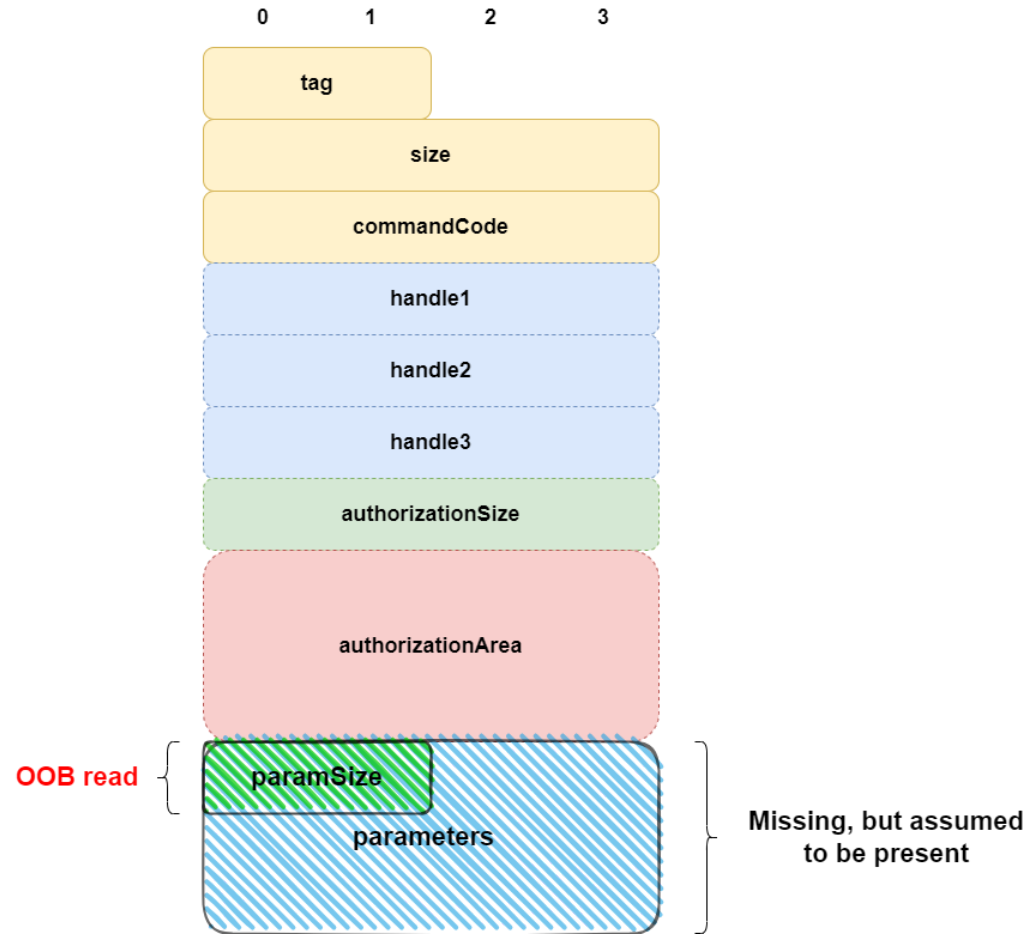 0 1 2 3
tag
size
commandCode
handle1
handle2
handle3
authorizationSize
authorizationArea
OOB read
paramSize
parameters
Missing, but assumed
to be present